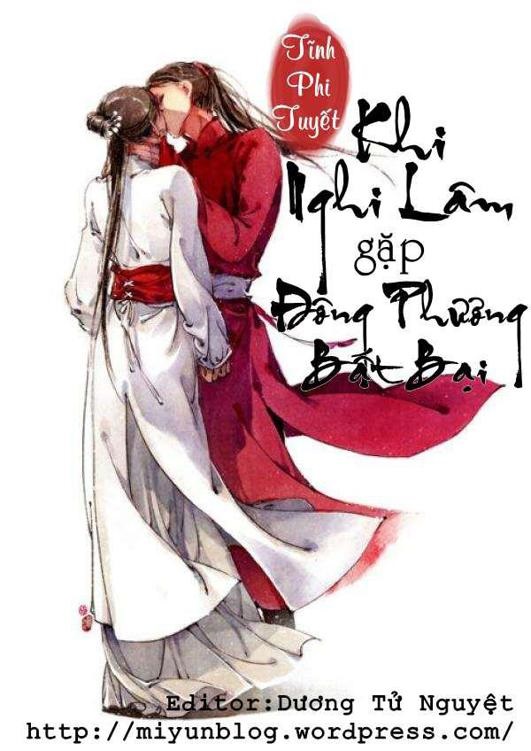 Tĩnh
Phi
Tuyết
Khi
Nghi Lâm
gặp
Đông Phương
Bất Bại
Editor:Dương Tử Nguyệt
http://miyunblog.wordpress.com/